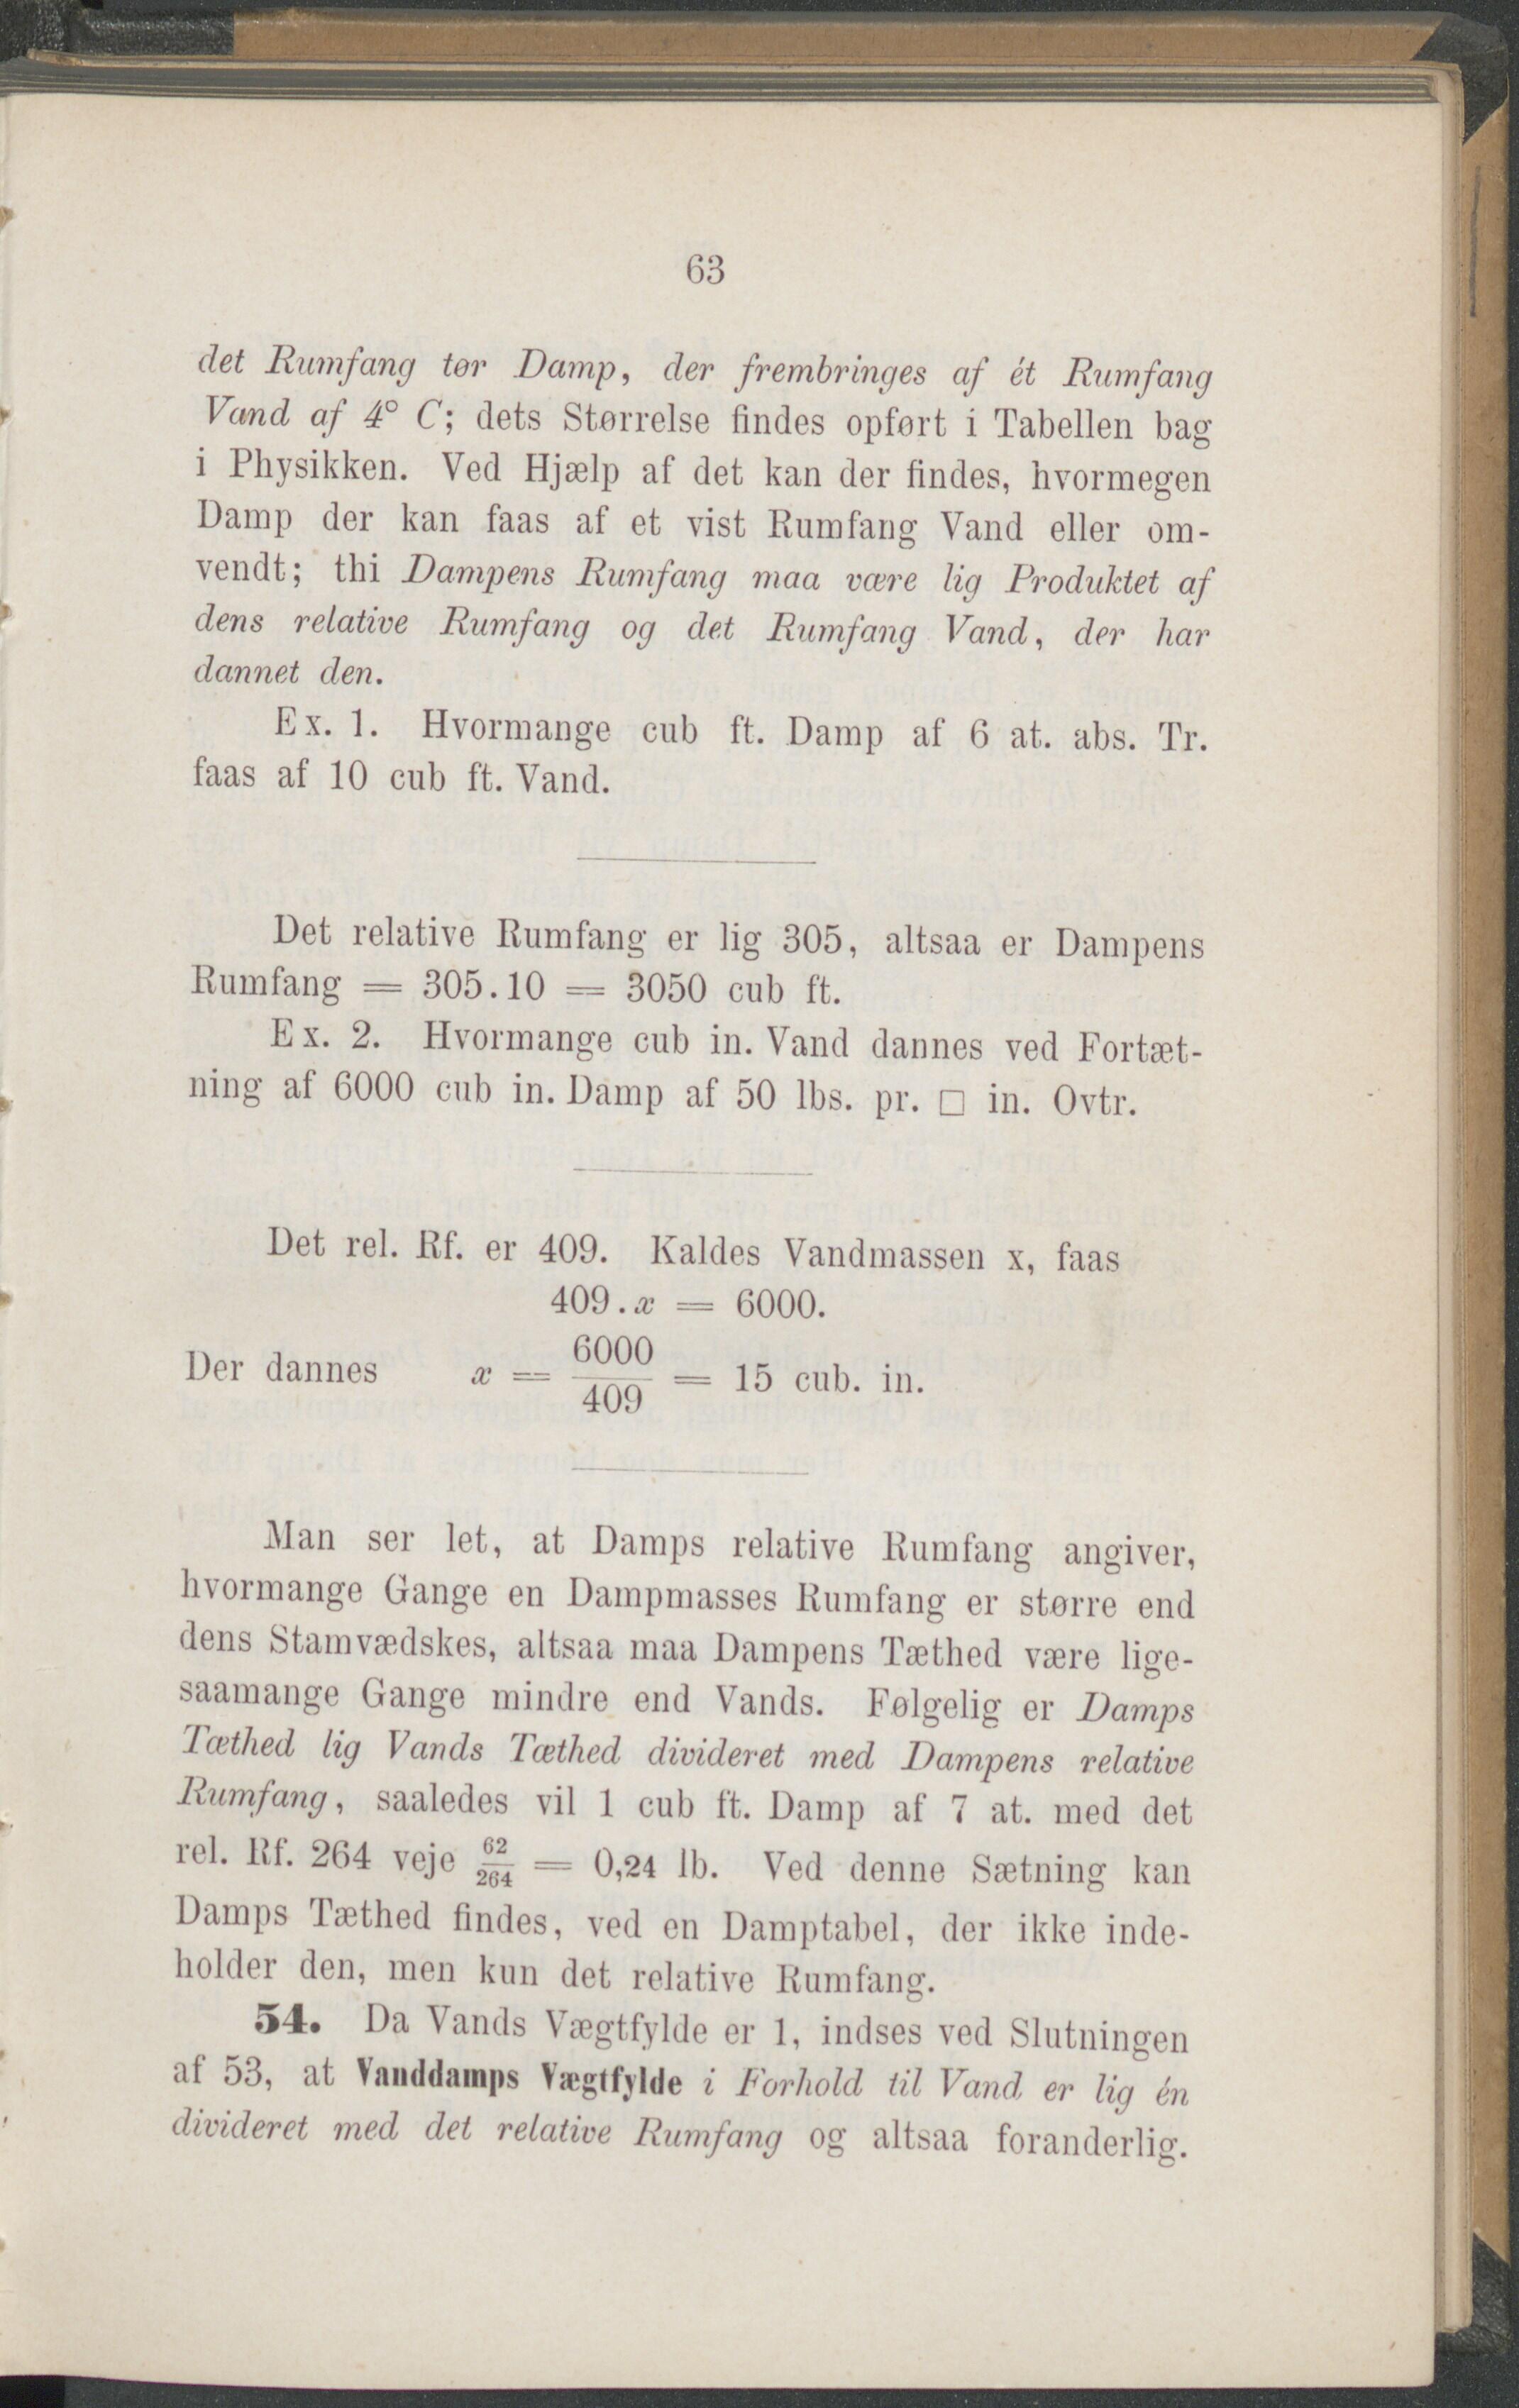 63
det Rumfang tør Damp, der frembringes af ét Rumfang
Vand af 4° C; dets Størrelse findes opført i Tabellen bag
i Physikken. Ved Hjælp af det kan der findes, hvormegen
Damp der kan faas af et vist Rumfang Vand eller om-
vendt; thi Dampens Rumfang maa være lig Produktet af
dens relative Rumfang og det Rumfang Vand, der har
dannet den.
Ex. 1. Hvormange cub ft. Damp af 6 at. abs. Tr.
faas af 10 cub ft. Vand.
Det relative Rumfang er lig 305, altsaa er Dampens
Rumfang = 305.10 = 3050 cub ft.
Ex. 2. Hvormange cub in. Vand dannes ved Fortæt-
ning af 6000 cub in. Damp af 50 lbs. pr. □ in. Ovtr.
Det rel. Rf. er 409. Kaldes Vandmassen x, faas
409.x = 6000.
Der dannes x = 6000/409 = 15 cub. in.
Man ser let, at Damps relative Rumfang angiver,
hvormange Gange en Dampmasses Rumfang er større end
dens Stamvædskes, altsaa maa Dampens Tæthed være lige-
saamange Gange mindre end Vands. Følgelig er Damps
Tæthed lig Vands Tæthed divideret med Dampens relative
Rumfang, saaledes vil 1 cub ft. Damp af 7 at. med det
rel. Rf. 264 veje 62/264 = 0,24 lb. Ved denne Sætning kan
Damps Tæthed findes, ved en Damptabel, der ikke inde-
holder den, men kun det relative Rumfang.
54. Da Vands Vægtfylde er 1, indses ved Slutningen
af 53, at Vanddamps Vægtfylde i Forhold til Vand er lig én
divideret med det relative Rumfang og altsaa foranderlig.